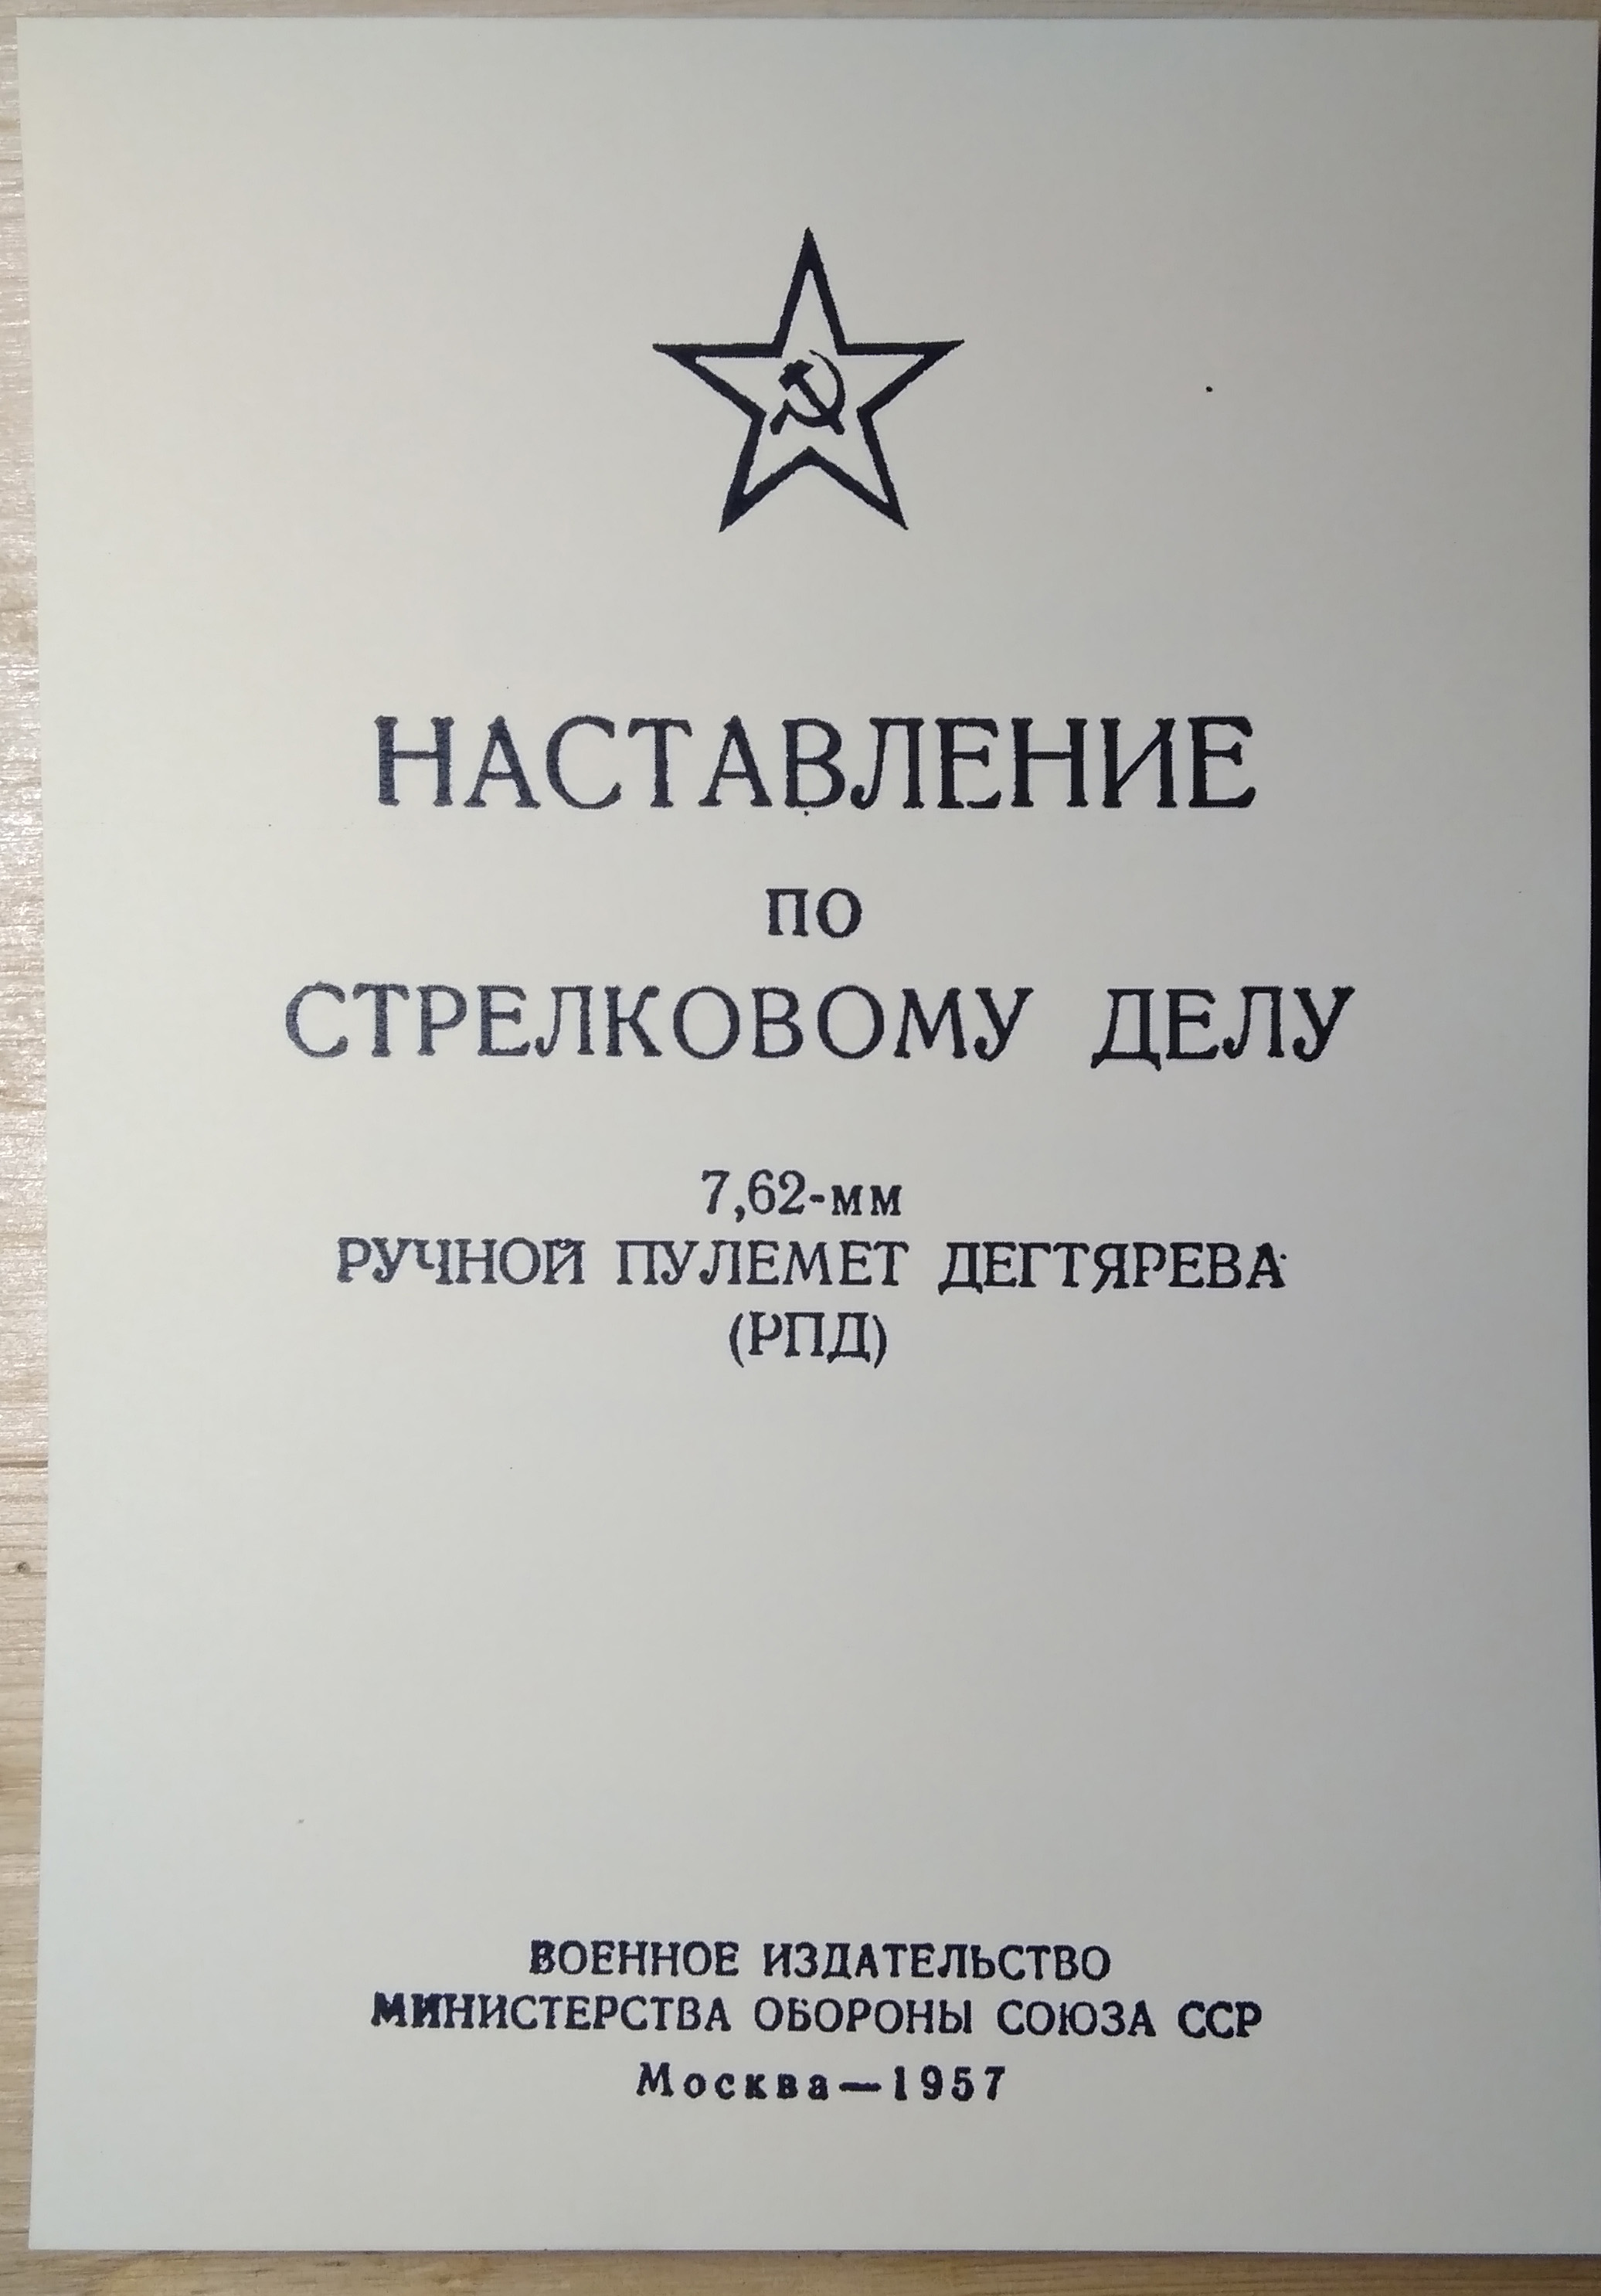 НАСТАВЛЕНИЕ
по
СТРЕЛКОВОМУ ДЕЛУ
7,62-мм
РУЧНОЙ ПУЛЕМЕТ ДЕГТЯРЕВА
(РПД)
ВОЕННОЕ ИЗДАТЕЛЬСТВО
МИНИСТЕРСТВА ОБОРОНЫ СОЮЗА ССР
Москва—1957